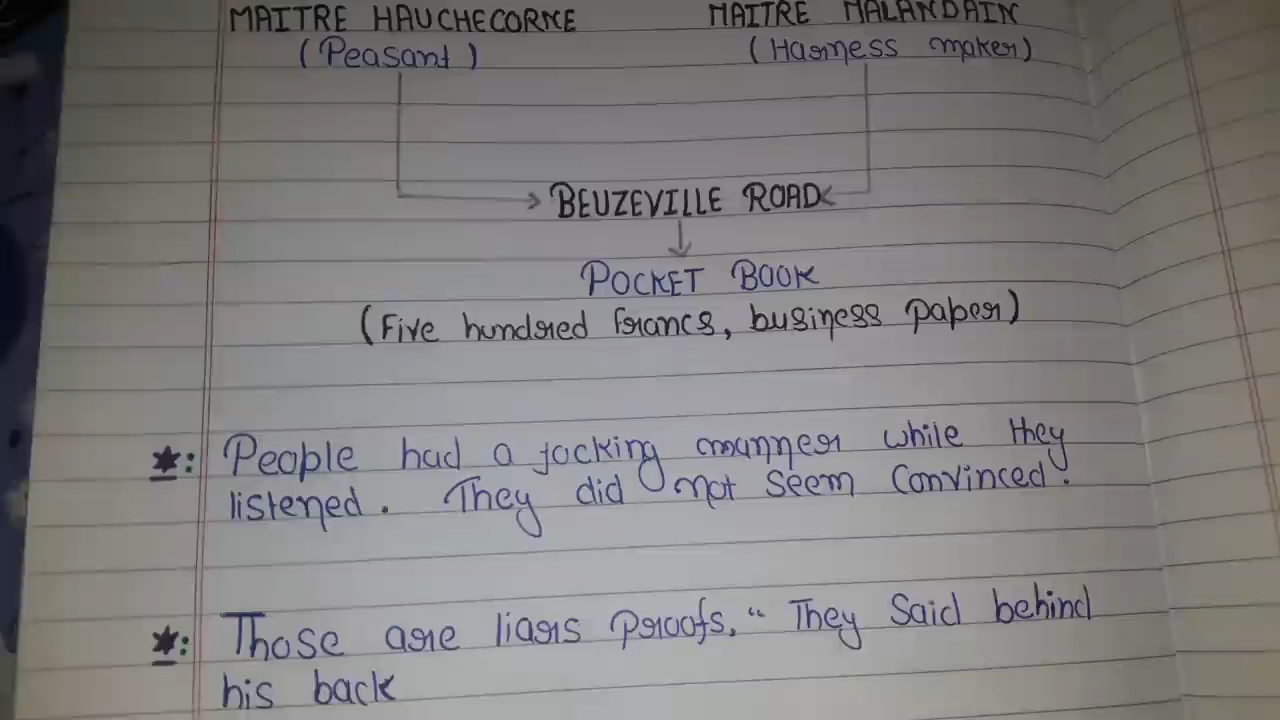 MAITRE HAUCHECORNE MAITRE MALANDAIN
(Peasant) (Harness maker)
BEUZEVILLE ROAD
POCKET BOOK
(Five hundred francs, business paper)
*: People had a jocking manner while they
listened. They did not seem convinced.
*: Those are liars proofs," They said behind
his back